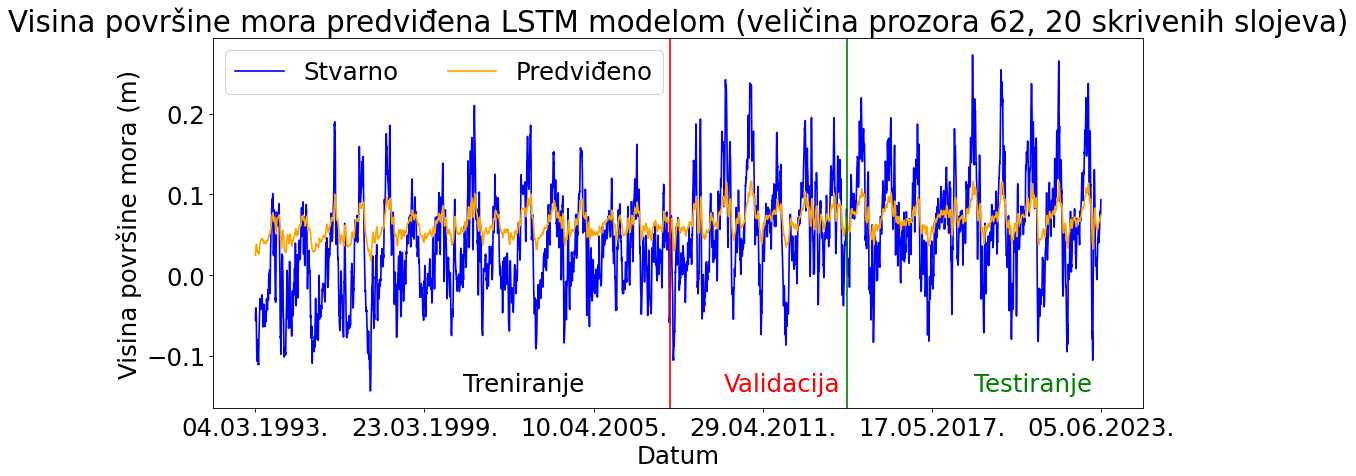 Visina površine mora predviđena LSTM modelom (veličina prozora 62, 20 skrivenih slojeva)
Stvarno
Predviđeno
Visina površine mora (m)
0.2
0.1
0.0
−0.1
Treniranje
Validacija
Testiranje
04.03.1993.
23.03.1999.
10.04.2005.
29.04.2011.
17.05.2017.
05.06.2023.
Datum